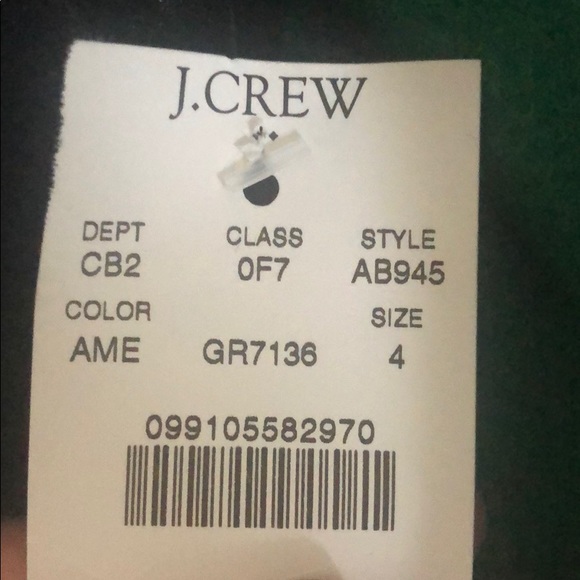 J.CREW
DEPT CLASS STYLE
CB2 0F7 AB945
COLOR SIZE
AME GR7136 4
099105582970